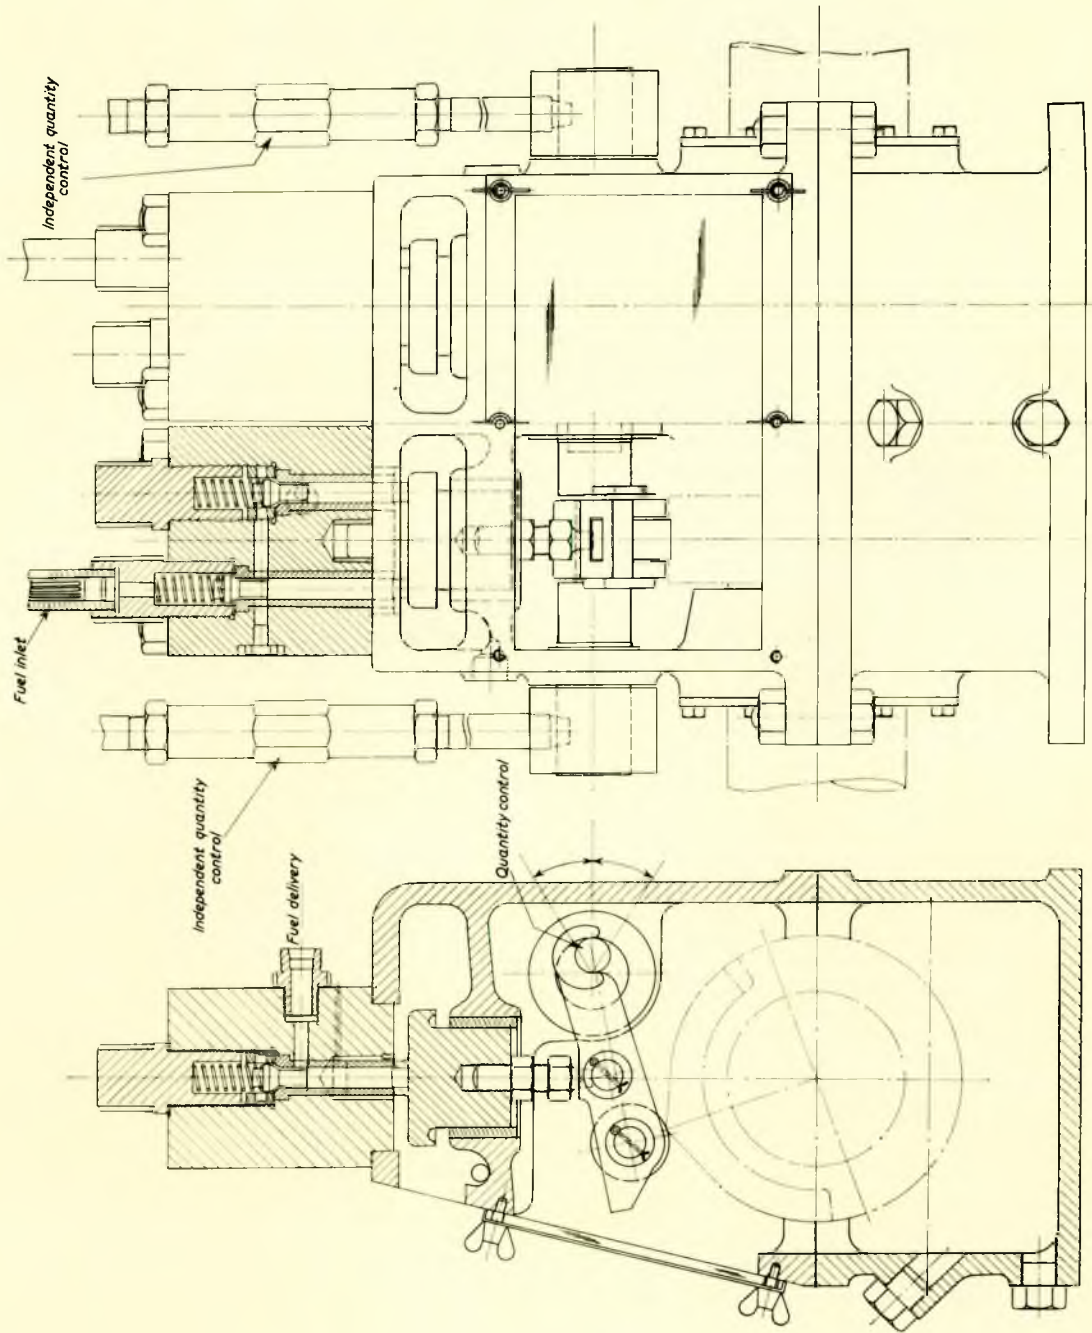 Independent quantity
control
Fuel inlet
Independent quantity
control
Fuel delivery
Quantity control